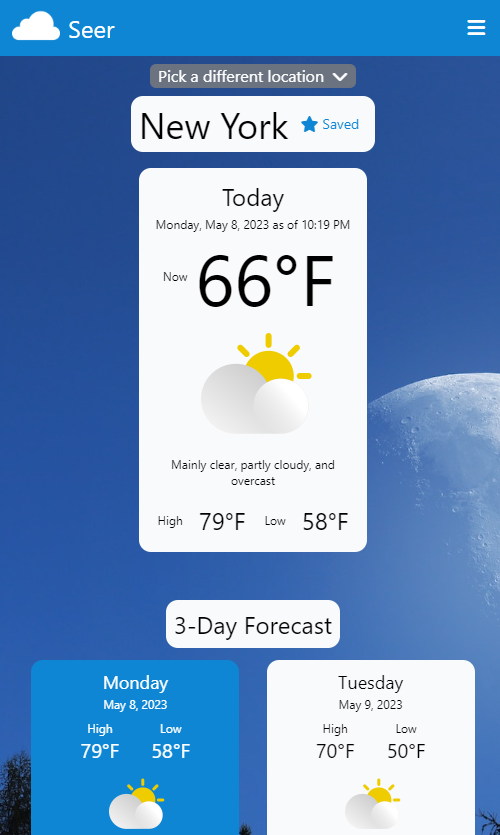 Seer
Pick a different location
New York Saved
Today
Monday, May 8, 2023 as of 10:19 PM
Now 66°F
Mainly clear, partly cloudy, and
overcast
High 79°F Low 58°F
3-Day Forecast
Monday
May 8, 2023
High Low
79°F 58°F
Tuesday
May 9, 2023
High Low
70°F 50°F